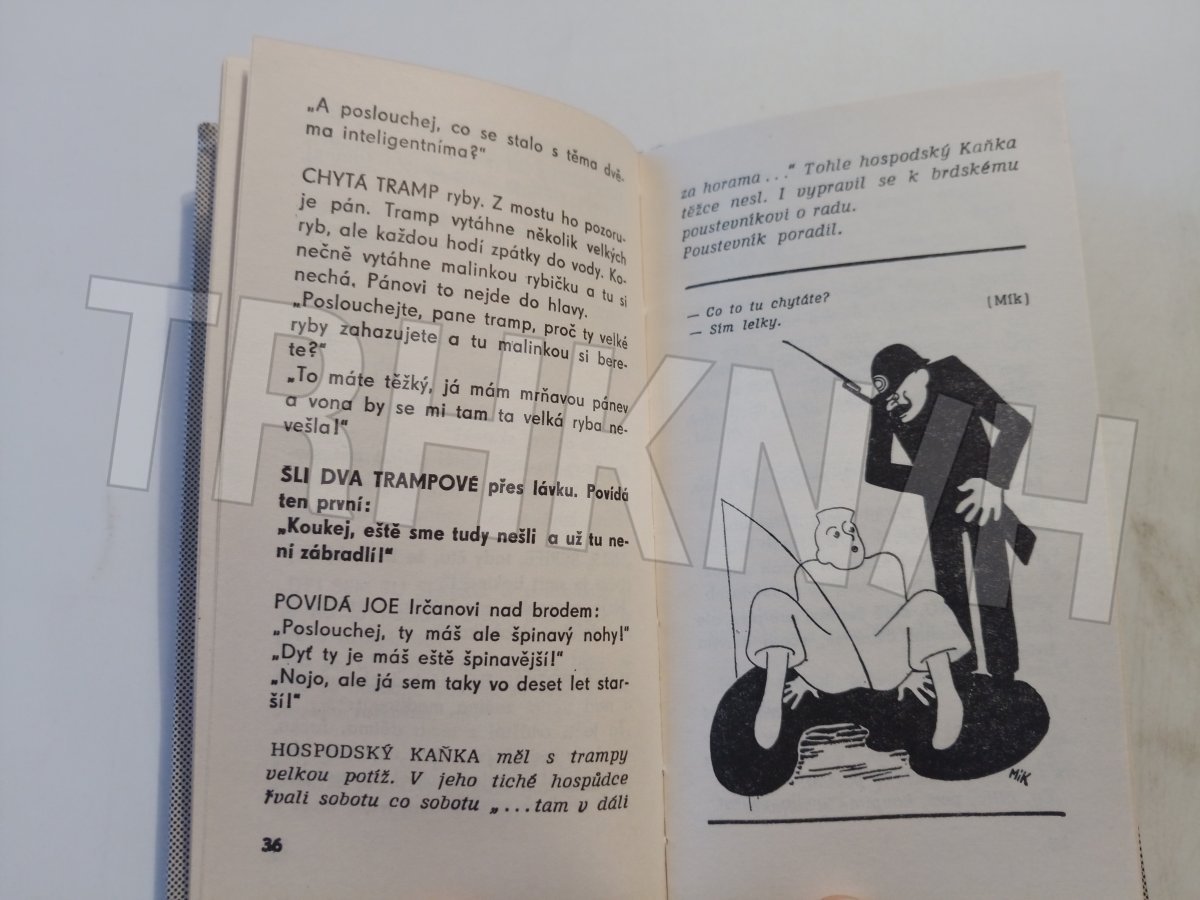 „A poslouchej, co se stalo s těma dvě-
ma inteligentníma?“
CHYTÁ TRAMP ryby. Z mostu ho pozoru-
je pán. Tramp vytáhne několik velkých
ryb, ale každou hodí zpátky do vody. Ko-
nečně vytáhne malinkou rybičku a tu si
nechá. Pánovi to nejde do hlavy.
„Poslouchejte, pane tramp, proč ty velké
ryby zahazujete a tu malinkou si bere-
te?“
„To máte těžký, já mám mrňavou pánev
a vona by se mi tam ta velká ryba ne-
vešla!“
ŠLI DVA TRAMPOVÉ přes lávku. Povídá
ten první:
„Koukej, eště sme tudy nešli a už tu ne-
ní zábradlí!“
POVÍDÁ JOE Irčanovi nad brodem:
„Poslouchej, ty máš ale špinavý nohy!“
„Dyť ty je máš eště špinavější!“
„Nojo, ale já sem taky vo deset let star-
ší!“
HOSPODSKÝ KAŇKA měl s trampy
velkou potíž. V jeho tiché hospůdce
řvali sobotu co sobotu „...tam v dáli
36
za horama...“ Tohle hospodský Kaňka
těžce nesl. I vypravil se k brdskému
poustevníkovi o radu.
Poustevník poradil.
— Co to tu chytáte?
— Sím lelky.
[Mík]
MíK
TRHKNIH